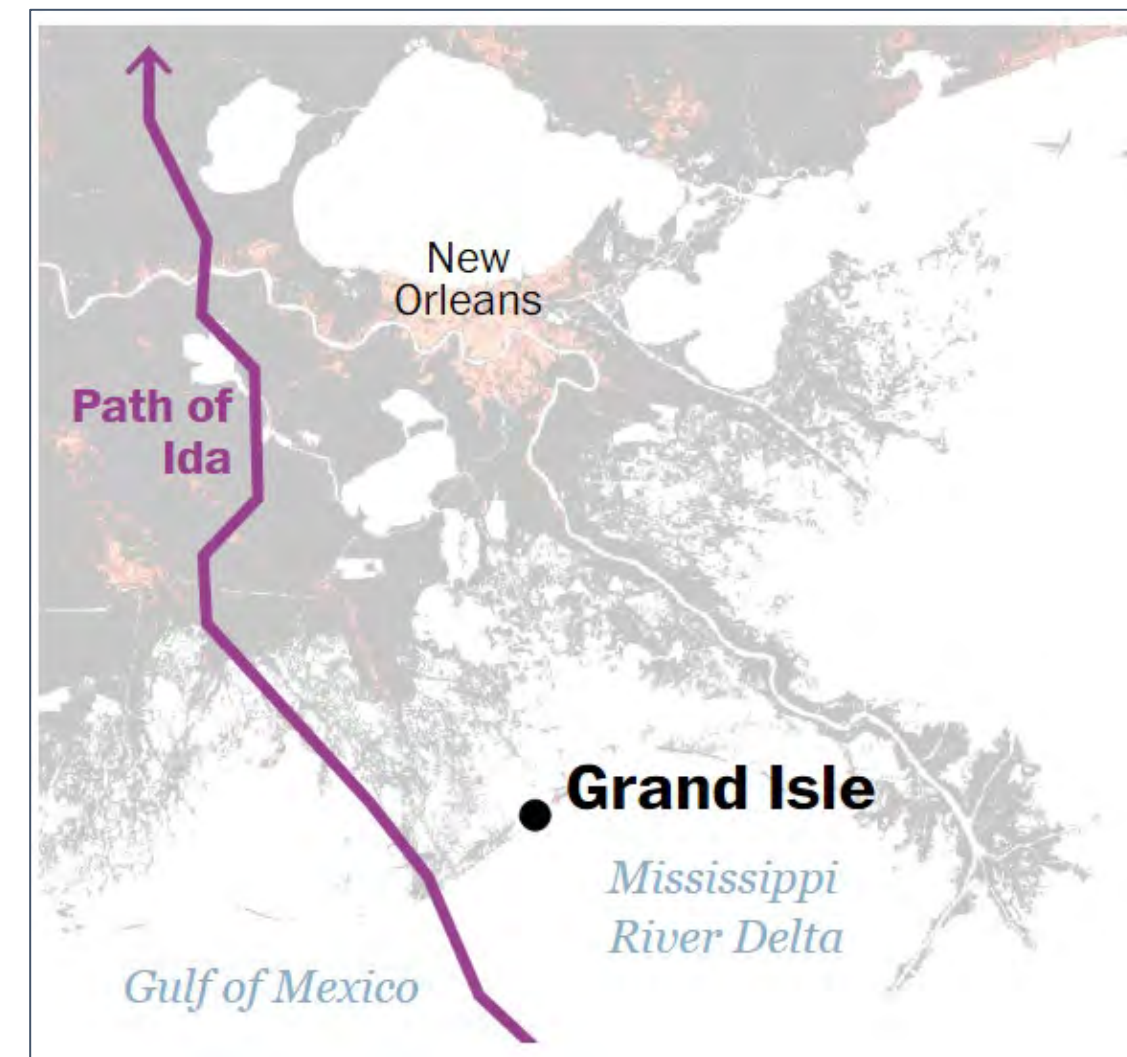 New
Orleans
Path of
Ida
Grand Isle
Mississippi
River Delta
Gulf of Mexico